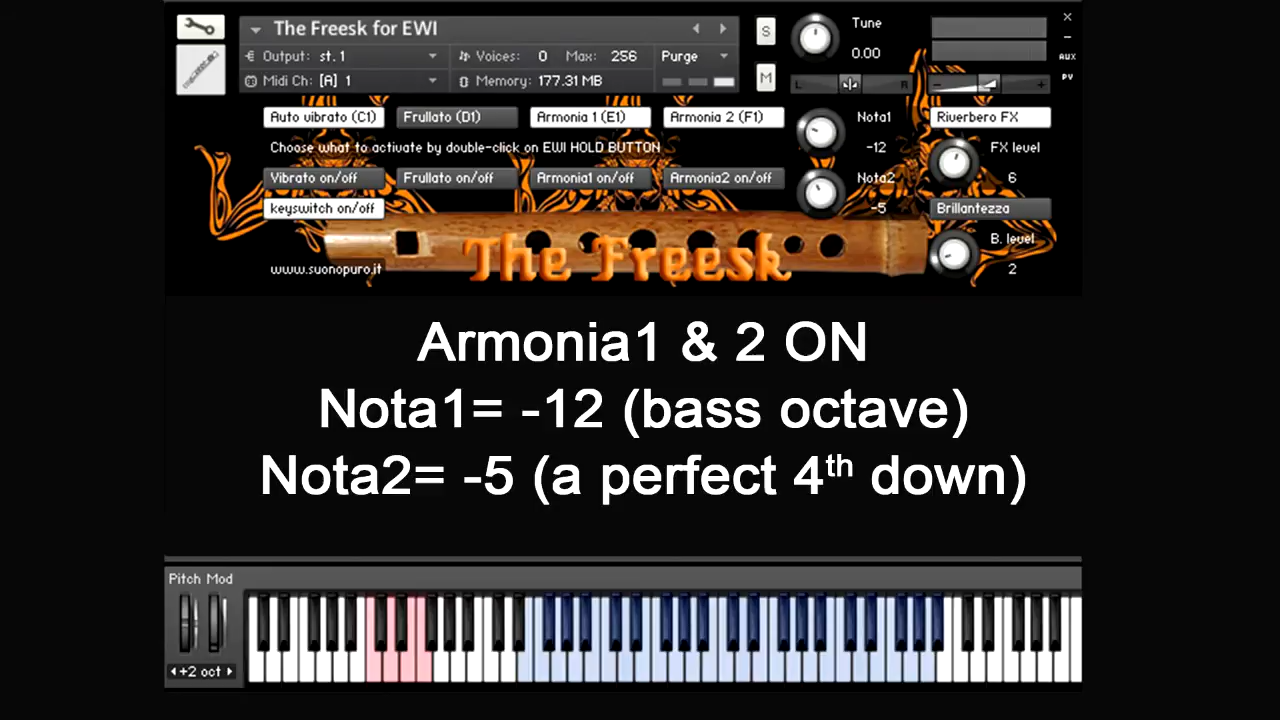 The Freesk for EWI
S
Tune
0.00
Output: st. 1
Voices: 0 Max: 256
Purge
AUX
Midi Ch: [A] 1
Memory: 177.31 MB
M
PV
L R - +
Auto vibrato (C1)
Frullato (D1)
Armonia 1 (E1)
Armonia 2 (F1)
Nota1
Riverbero FX
Choose what to activate by double-click on EWI HOLD BUTTON
-12
FX level
Vibrato on/off
Frullato on/off
Armonia1 on/off
Armonia2 on/off
Nota2
6
keyswitch on/off
-5
Brillantezza
The Freesk
B. level
www.suonopuro.it
2
Armonia1 & 2 ON
Nota1= -12 (bass octave)
Nota2= -5 (a perfect 4th down)
Pitch Mod
+2 oct